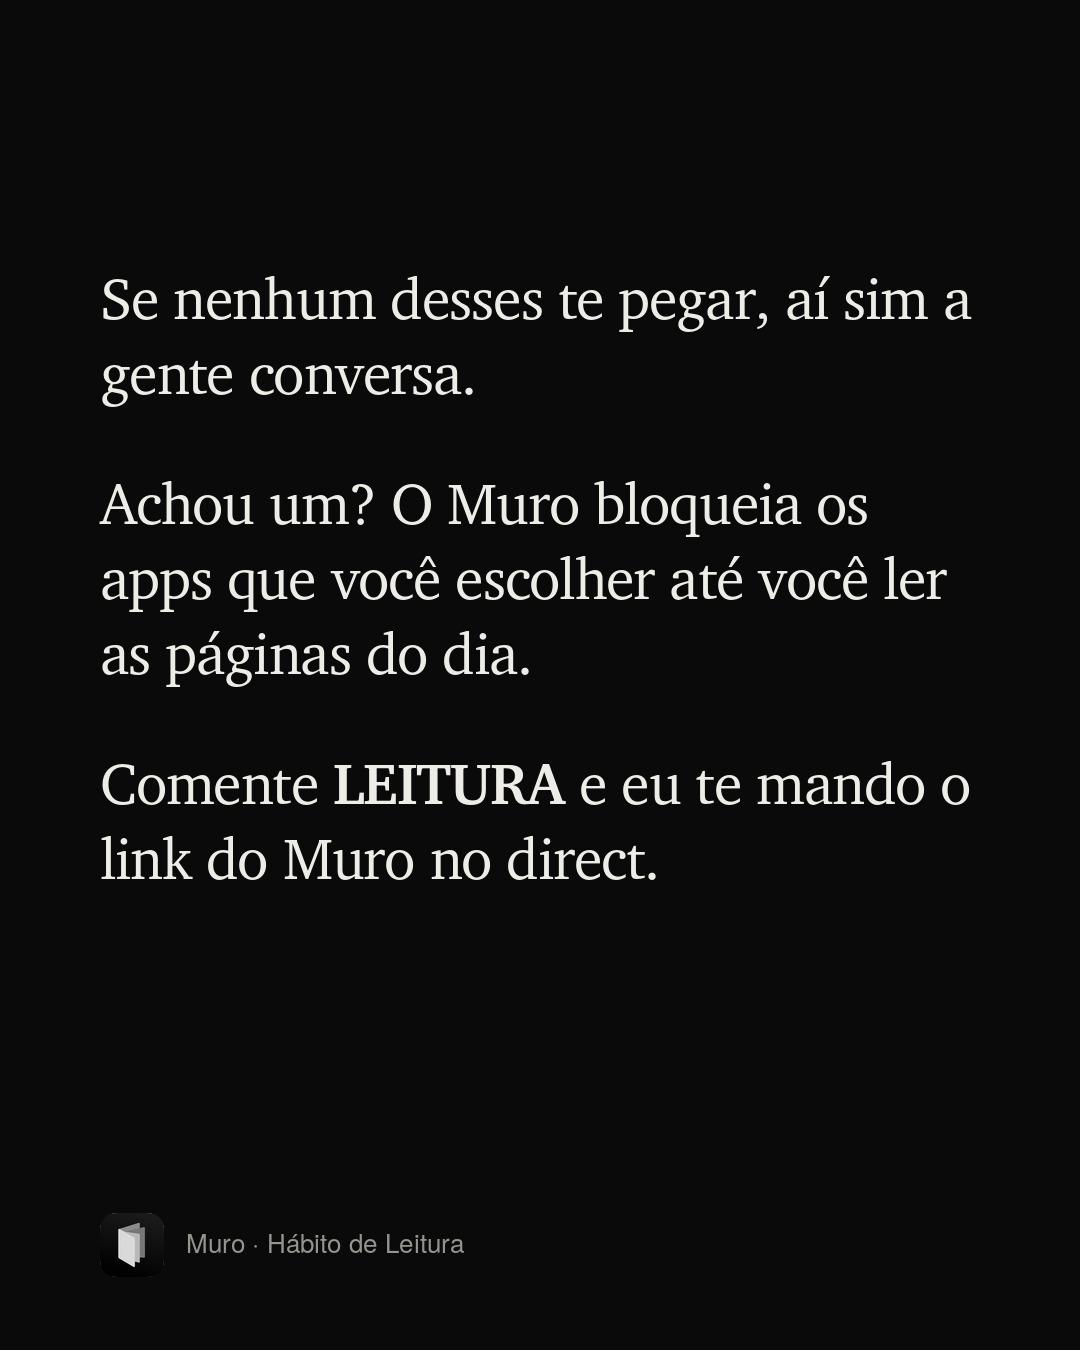 Se nenhum desses te pegar, aí sim a
gente conversa.
Achou um? O Muro bloqueia os
apps que você escolher até você ler
as páginas do dia.
Comente LEITURA e eu te mando o
link do Muro no direct.
Muro · Hábito de Leitura